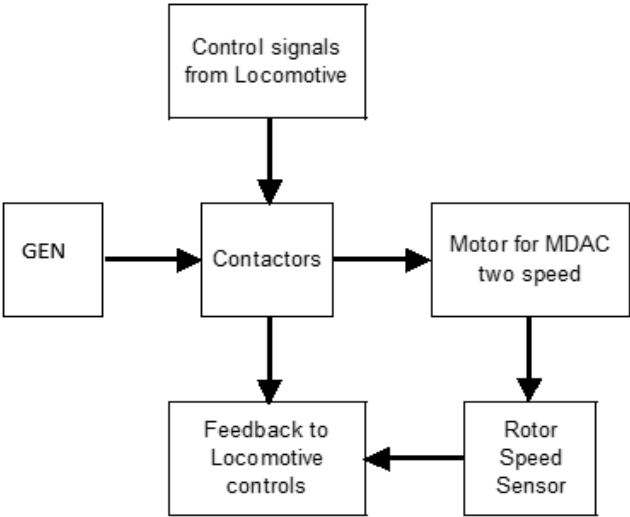 Control signals
from Locomotive
GEN
Contactors
Motor for MDAC
two speed
Feedback to
Locomotive
controls
Rotor
Speed
Sensor